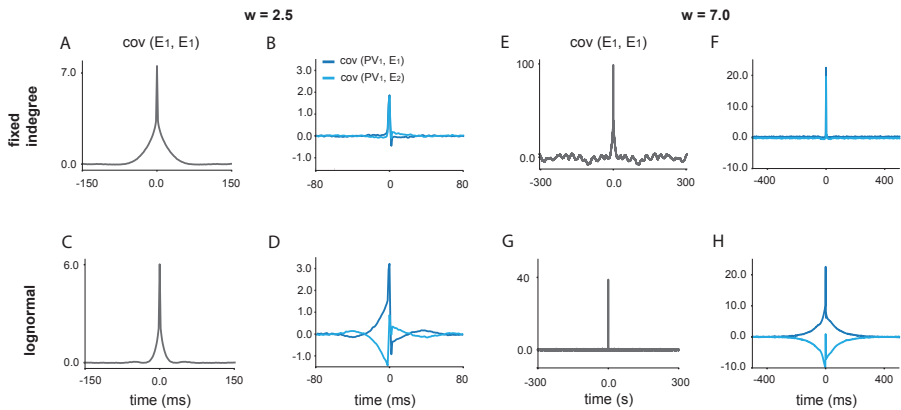 w = 2.5
w = 7.0
A
cov (E1, E1)
B
E
cov (E1, E1)
F
fixed
indegree
7.0
0.0
-150
0.0
150
cov (PV1, E1)
cov (PV1, E2)
3.0
2.0
1.0
0.0
-1.0
-80
0
80
100
0.0
-300
0.0
300
20.0
10.0
0.0
-10.0
-400
0
400
C
D
G
H
lognormal
6.0
0.0
-150
0.0
150
time (ms)
3.0
2.0
1.0
0.0
-1.0
-80
0
80
time (ms)
40
0.0
-300
0
300
time (s)
20.0
10.0
0.0
-10.0
-400
0
400
time (ms)